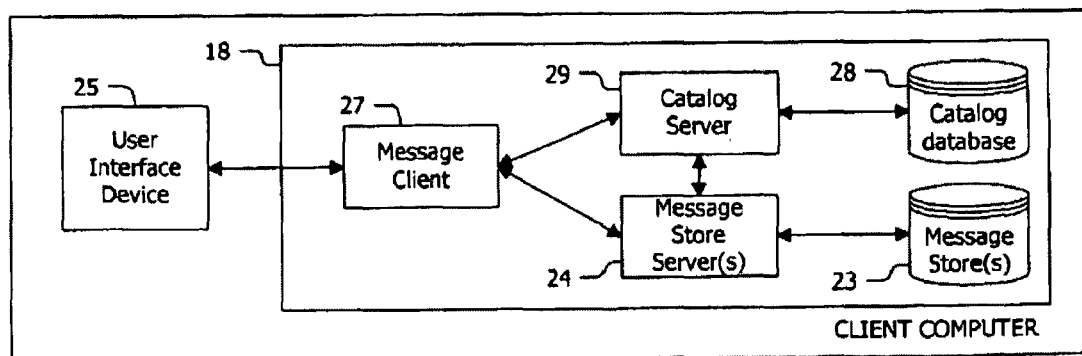 18
25
User
Interface
Device
27
Message
Client
29
Catalog
Server
28
Catalog
database
Message
Store
Server(s)
24
Message
Store(s)
23
CLIENT COMPUTER